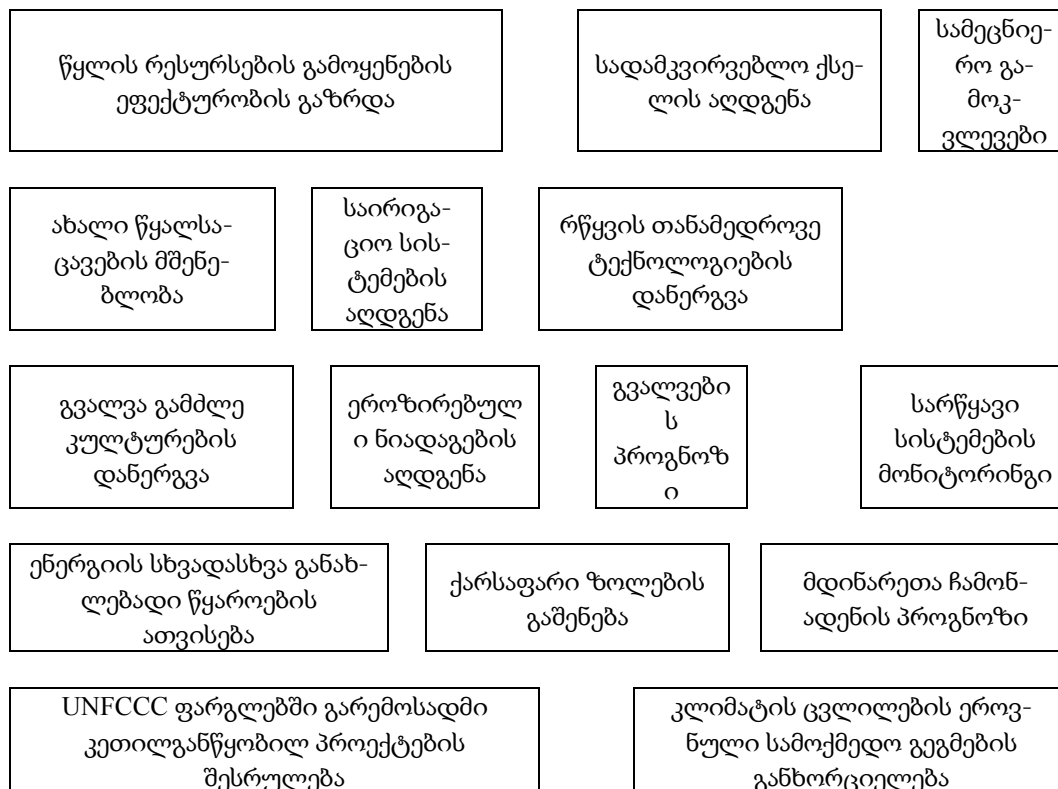 წყლის რესურსების გამოყენების
ეფექტურობის გაზრდა
სადამკვირვებლო ქსე-
ლის აღდგენა
სამეცნიე-
რო გა-
მოკ-
ვლევები
ახალი წყალსა-
ცავების მშენე-
ბლობა
საირიგა-
ციო სის-
ტემების
აღდგენა
რწყვის თანამედროვე
ტექნოლოგიების
დანერგვა
გვალვა გამძლე
კულტურების
დანერგვა
ეროზირებულ
ი ნიადაგების
აღდგენა
გვალვები
ს
პროგნოზ
ი
სარწყავი
სისტემების
მონიტორინგი
ენერგიის სხვადასხვა განახ-
ლებადი წყაროების
ათვისება
ქარსაფარი ზოლების
გაშენება
მდინარეთა ჩამონ-
ადენის პროგნოზი
UNFCCC ფარგლებში გარემოსადმი
კეთილგანწყობილ პროექტების
შესრულება
კლიმატის ცვლილების ეროვ-
ნული სამოქმედო გეგმების
განხორციელება